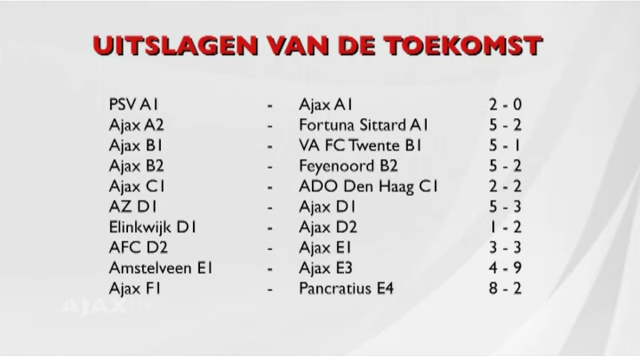 UITSLAGEN VAN DE TOEKOMST
PSV A1 - Ajax A1 2 - 0
Ajax A2 - Fortuna Sittard A1 5 - 2
Ajax B1 - VA FC Twente B1 5 - 1
Ajax B2 - Feyenoord B2 5 - 2
Ajax C1 - ADO Den Haag C1 2 - 2
AZ D1 - Ajax D1 5 - 3
Elinkwijk D1 - Ajax D2 1 - 2
AFC D2 - Ajax E1 3 - 3
Amstelveen E1 - Ajax E3 4 - 9
Ajax F1 - Pancratius E4 8 - 2
AJAX